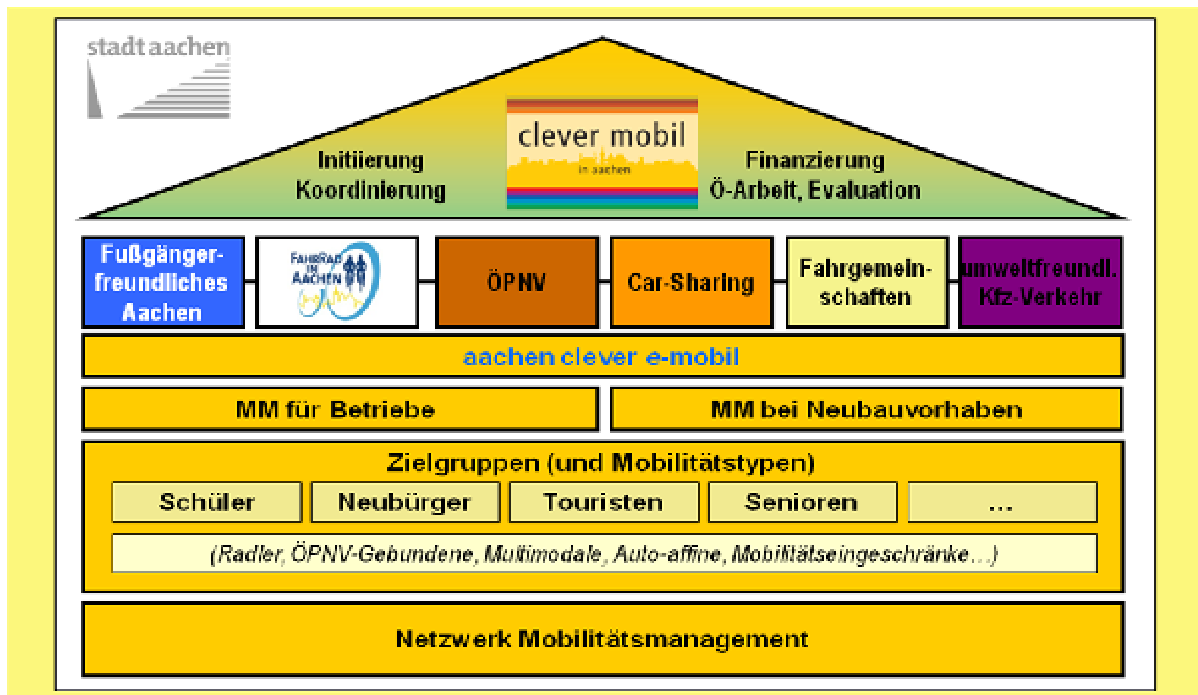 stadt aachen
clever mobil
in aachen
Initiierung
Koordinierung
Finanzierung
Ö-Arbeit, Evaluation
Fußgänger-
freundliches
Aachen
FAHRRAD
IN
AACHEN
ÖPNV
Car-Sharing
Fahrgemein-
schaften
umweltfreundl.
Kfz-Verkehr
aachen clever e-mobil
MM für Betriebe
MM bei Neubauvorhaben
Zielgruppen (und Mobilitätstypen)
Schüler
Neubürger
Touristen
Senioren
...
(Radler, ÖPNV-Gebundene, Multimodale, Auto-affine, Mobilitätseingeschränke...)
Netzwerk Mobilitätsmanagement